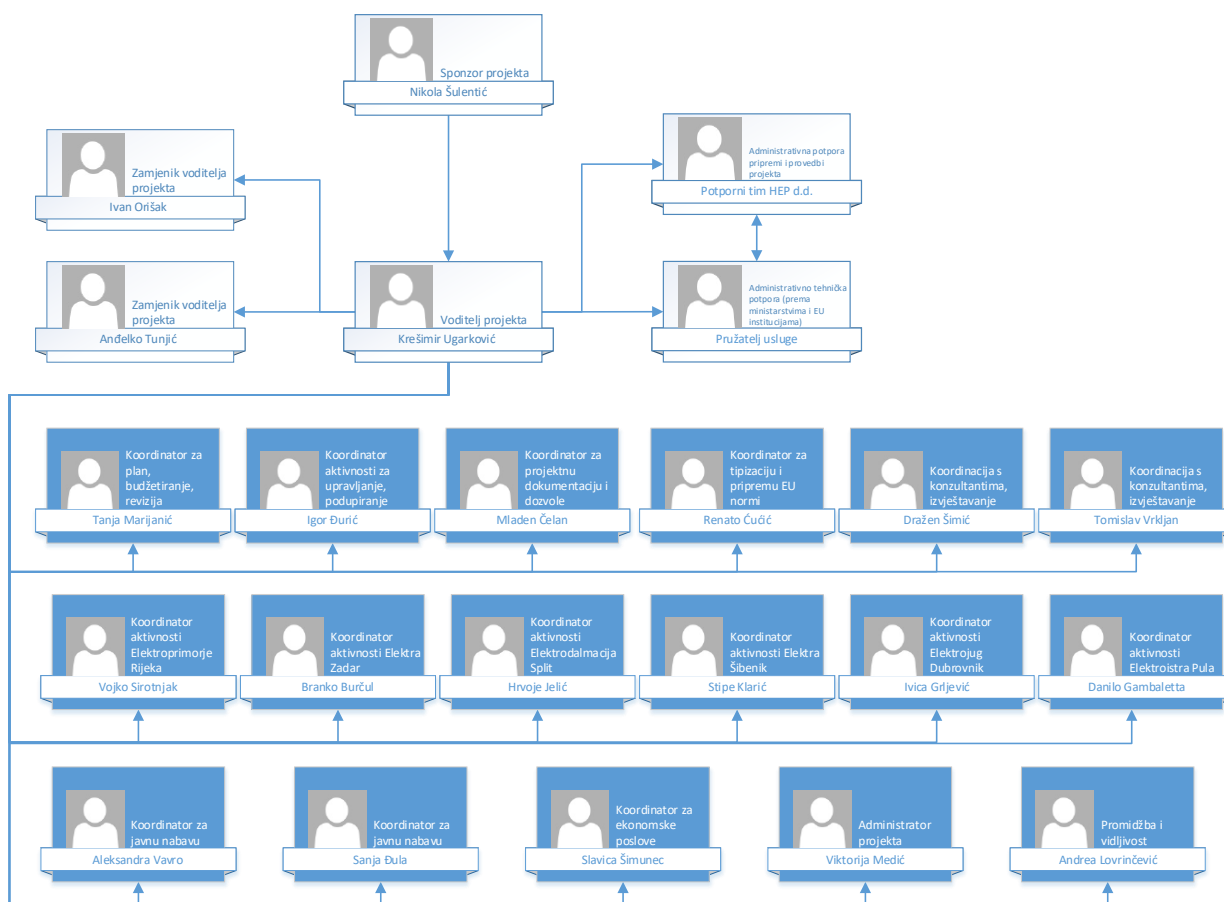 Sponzor projekta
Nikola Šulentić
Zamjenik voditelja
projekta
Ivan Orišak
Administrativna potpora
pripremi i provedbi
projekta
Potporni tim HEP d.d.
Zamjenik voditelja
projekta
Anđelko Tunjić
Voditelj projekta
Krešimir Ugarković
Administrativno tehnička
potpora (prema
ministarstvima i EU
institucijama)
Pružatelj usluge
Koordinator za
plan,
budžetiranje,
revizija
Tanja Marijanić
Koordinator
aktivnosti za
upravljanje,
podupiranje
Igor Đurić
Koordinator za
projektnu
dokumentaciju i
dozvole
Mladen Čelan
Koordinator za
tipizaciju i
pripremu EU
normi
Renato Ćućić
Koordinacija s
konzultantima,
izvještavanje
Dražen Šimić
Koordinacija s
konzultantima,
izvještavanje
Tomislav Vrkljan
Koordinator
aktivnosti
Elektroprimorje
Rijeka
Vojko Sirotnjak
Koordinator
aktivnosti Elektra
Zadar
Branko Burčul
Koordinator
aktivnosti
Elektrodalmacija
Split
Hrvoje Jelić
Koordinator
aktivnosti Elektra
Šibenik
Stipe Klarić
Koordinator
aktivnosti
Elektrojug
Dubrovnik
Ivica Grljević
Koordinator
aktivnosti
Elektroistra Pula
Danilo Gambaletta
Koordinator za
javnu nabavu
Aleksandra Vavro
Koordinator za
javnu nabavu
Sanja Đula
Koordinator za
ekonomske
poslove
Slavica Šimunec
Administrator
projekta
Viktorija Medić
Promidžba i
vidljivost
Andrea Lovrinčević